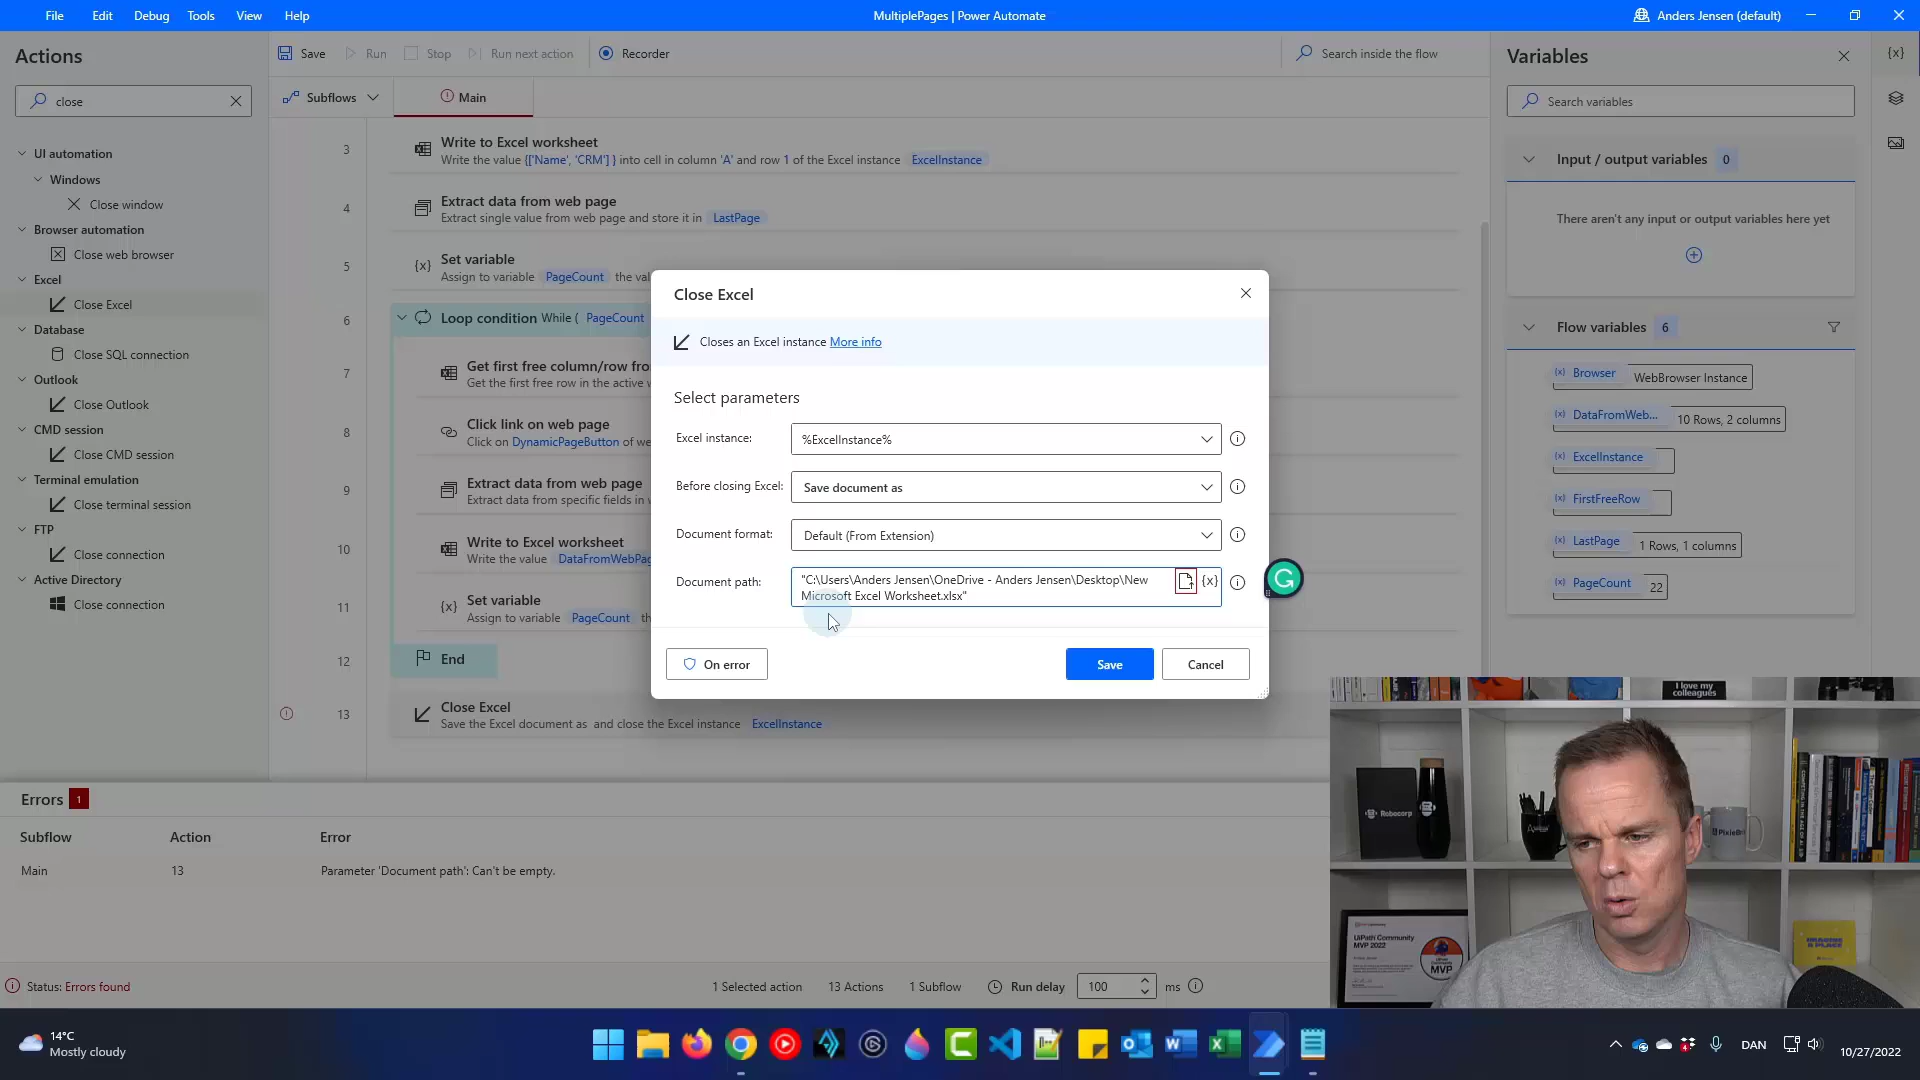 File Edit Debug Tools View Help
MultiplePages | Power Automate
Anders Jensen (default)
Actions
close
UI automation
Windows
Close window
Browser automation
Close web browser
Excel
Close Excel
Database
Close SQL connection
Outlook
Close Outlook
CMD session
Close CMD session
Terminal emulation
Close terminal session
FTP
Close connection
Active Directory
Close connection
Save Run Stop Run next action Recorder
Search inside the flow
Subflows
Main
3
Write to Excel worksheet
Write the value {['Name', 'CRM'] } into cell in column 'A' and row 1 of the Excel instance ExcelInstance
4
Extract data from web page
Extract single value from web page and store it in LastPage
5
Set variable
Assign to variable PageCount the val
6
Loop condition While ( PageCount
7
Get first free column/row fro
Get the first free row in the active w
8
Click link on web page
Click on DynamicPageButton of we
9
Extract data from web page
Extract data from specific fields in w
10
Write to Excel worksheet
Write the value DataFromWebPag
11
Set variable
Assign to variable PageCount th
12
End
13
Close Excel
Save the Excel document as and close the Excel instance ExcelInstance
Close Excel
Closes an Excel instance More info
Select parameters
Excel instance: %ExcelInstance%
Before closing Excel: Save document as
Document format: Default (From Extension)
Document path: "C:\Users\Anders Jensen\OneDrive - Anders Jensen\Desktop\New
Microsoft Excel Worksheet.xlsx"
{x}
On error
Save
Cancel
Variables
{x}
Search variables
Input / output variables 0
There aren't any input or output variables here yet
Flow variables 6
Browser WebBrowser Instance
DataFromWeb... 10 Rows, 2 columns
ExcelInstance
FirstFreeRow
LastPage 1 Rows, 1 columns
PageCount 22
Errors 1
Subflow Action Error
Main 13 Parameter 'Document path': Can't be empty.
Status: Errors found
1 Selected action 13 Actions 1 Subflow Run delay 100 ms
I love my
colleagues
Robocorp
PixieBrix
UiPath Community
MVP 2022
MVP
14°C
Mostly cloudy
DAN
10/27/2022